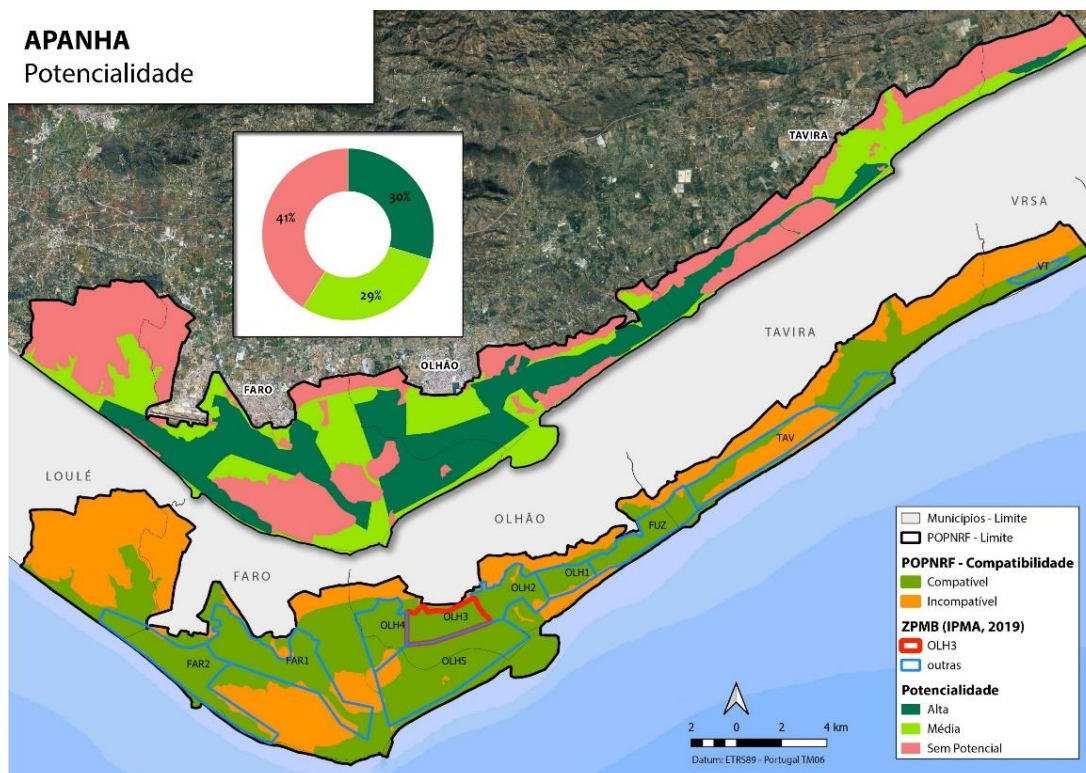 APANHA
Potencialidade
TAVIRA
41%
30%
29%
VRSA
OLHÃO
FARO
VT
TAVIRA
TAV
LOULÉ
OLHÃO
FUZ
FARO
OLH1
OLH2
OLH3
OLH4
OLH5
FAR2
FAR1
Municípios - Limite
POPNRF - Limite
POPNRF - Compatibilidade
Compatível
Incompatível
ZPMB (IPMA, 2019)
OLH3
outras
Potencialidade
Alta
Média
Sem Potencial
2 0 2 4 km
Datum: ETRS89 - Portugal TM06